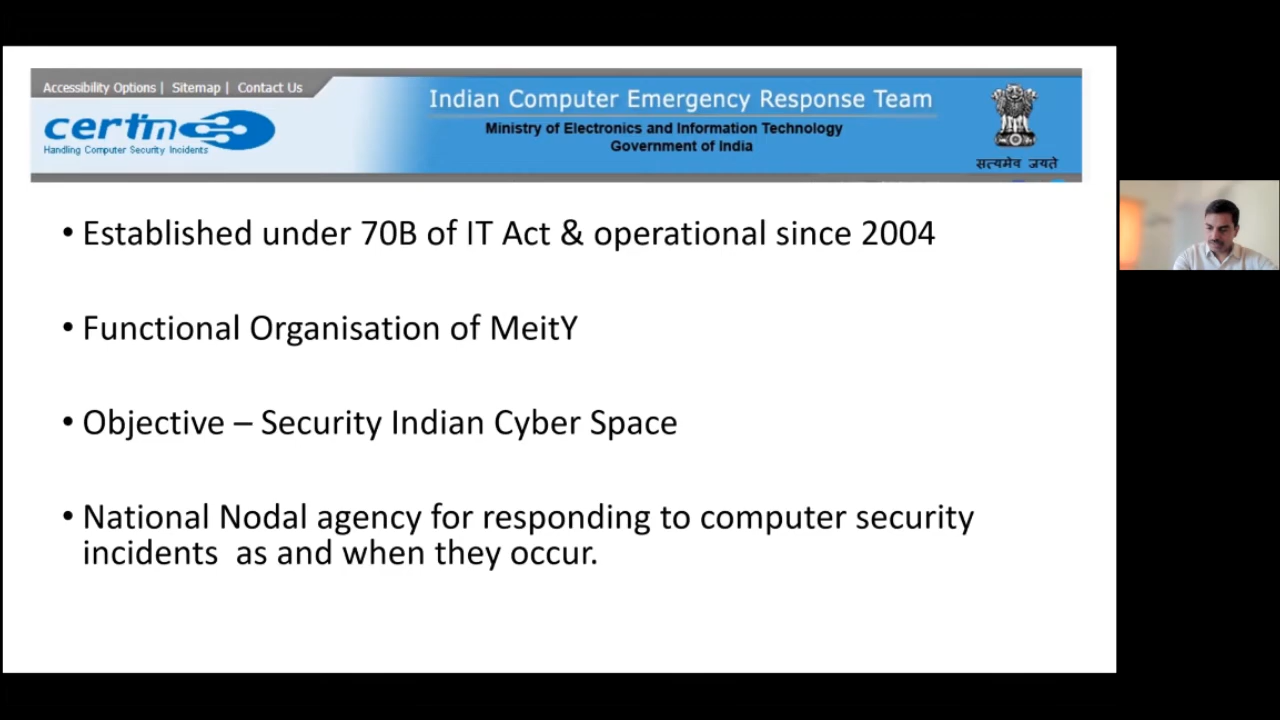 Accessibility Options | Sitemap | Contact Us
certin
Handling Computer Security Incidents
Indian Computer Emergency Response Team
Ministry of Electronics and Information Technology
Government of India
सत्यमेव जयते
• Established under 70B of IT Act & operational since 2004
• Functional Organisation of MeitY
• Objective – Security Indian Cyber Space
• National Nodal agency for responding to computer security
incidents as and when they occur.